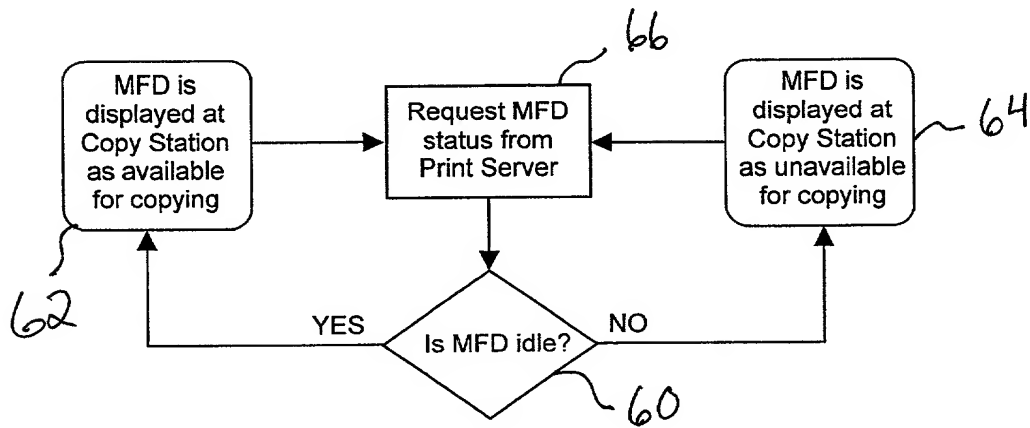 66
MFD is
displayed at
Copy Station
as available
for copying
62
Request MFD
status from
Print Server
MFD is
displayed at
Copy Station
as unavailable
for copying
64
YES
Is MFD idle?
NO
60